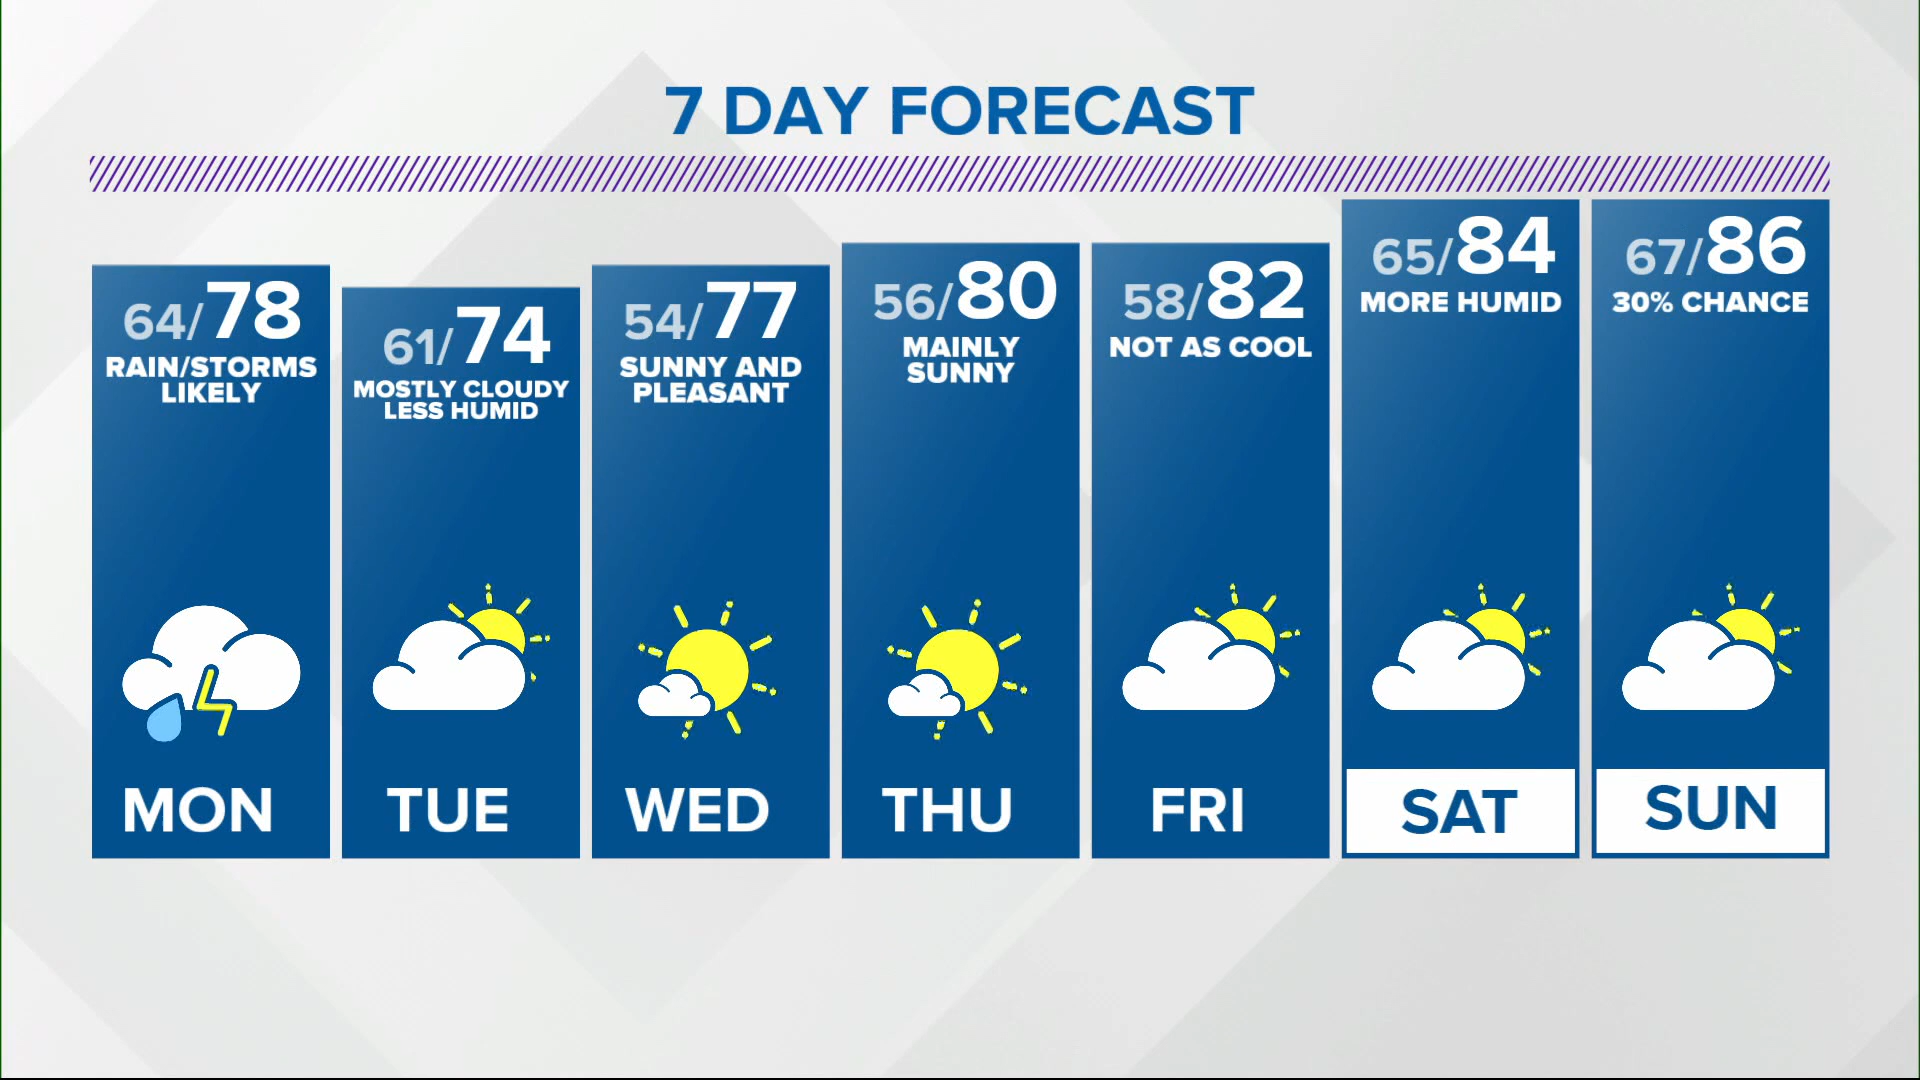 7 DAY FORECAST
64/78
RAIN/STORMS
LIKELY
MON
61/74
MOSTLY CLOUDY
LESS HUMID
TUE
54/77
SUNNY AND
PLEASANT
WED
56/80
MAINLY
SUNNY
THU
58/82
NOT AS COOL
FRI
65/84
MORE HUMID
SAT
67/86
30% CHANCE
SUN